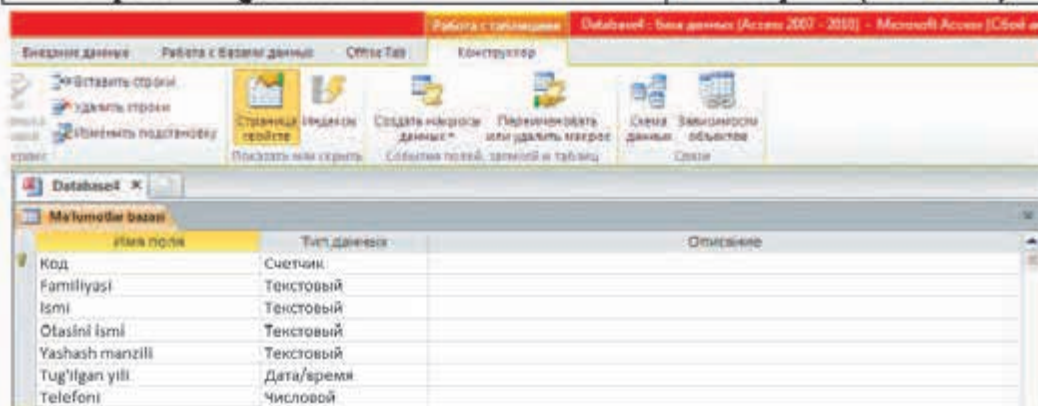 Работа с таблицами Database4 : база данных (Access 2007 - 2010) - Microsoft Access (Сбой а
Внешние данные Работа с базами данных Office Tab Конструктор
Вставить строки
Удалить строки
Изменить подстановку
Страница свойств Индексы Создать макросы данных Переименовать или удалить макрос Схема данных Зависимости объектов
Показать или скрыть События полей, записей и таблиц Связи
Database4
Ma'lumotlar bazasi
Имя поля Тип данных Описание
Код Счетчик
Familiyasi Текстовый
Ismi Текстовый
Otasini ismi Текстовый
Yashash manzili Текстовый
Tug'ilgan yili Дата/время
Telefoni Числовой